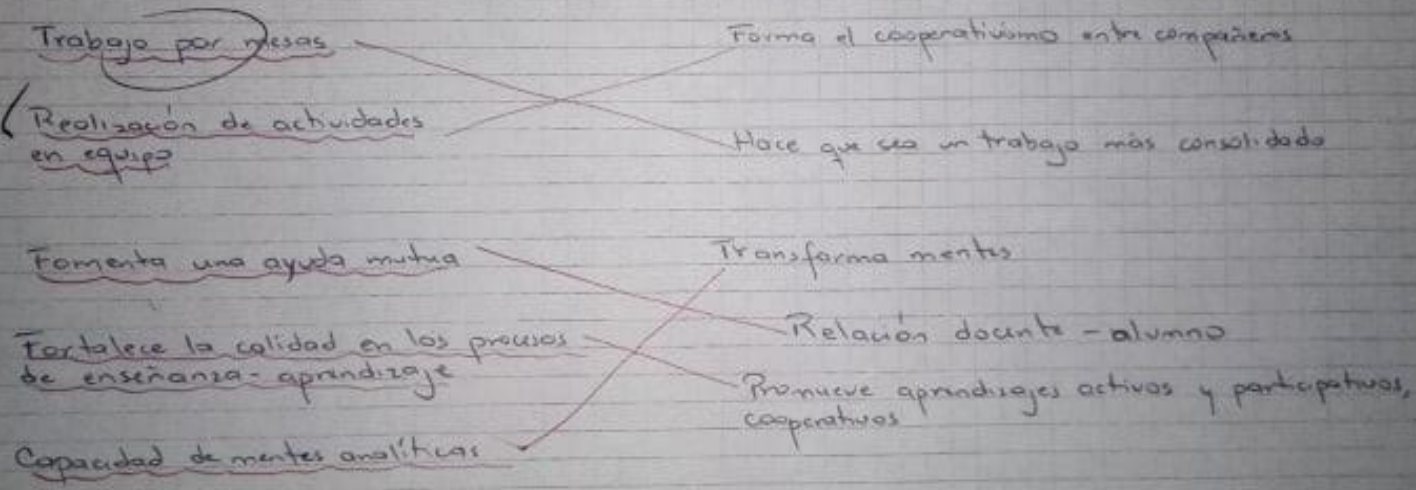 Trabajo por mesas
Forma el cooperativismo entre compañeros
Realización de actividades
en equipo
Hace que sea un trabajo más consolidado
Fomenta una ayuda mutua
Transforma mentes
Relación docente - alumno
Fortalece la calidad en los procesos
de enseñanza - aprendizaje
Promueve aprendizajes activos y participativos,
cooperativos
Capacidad de mentes analíticas